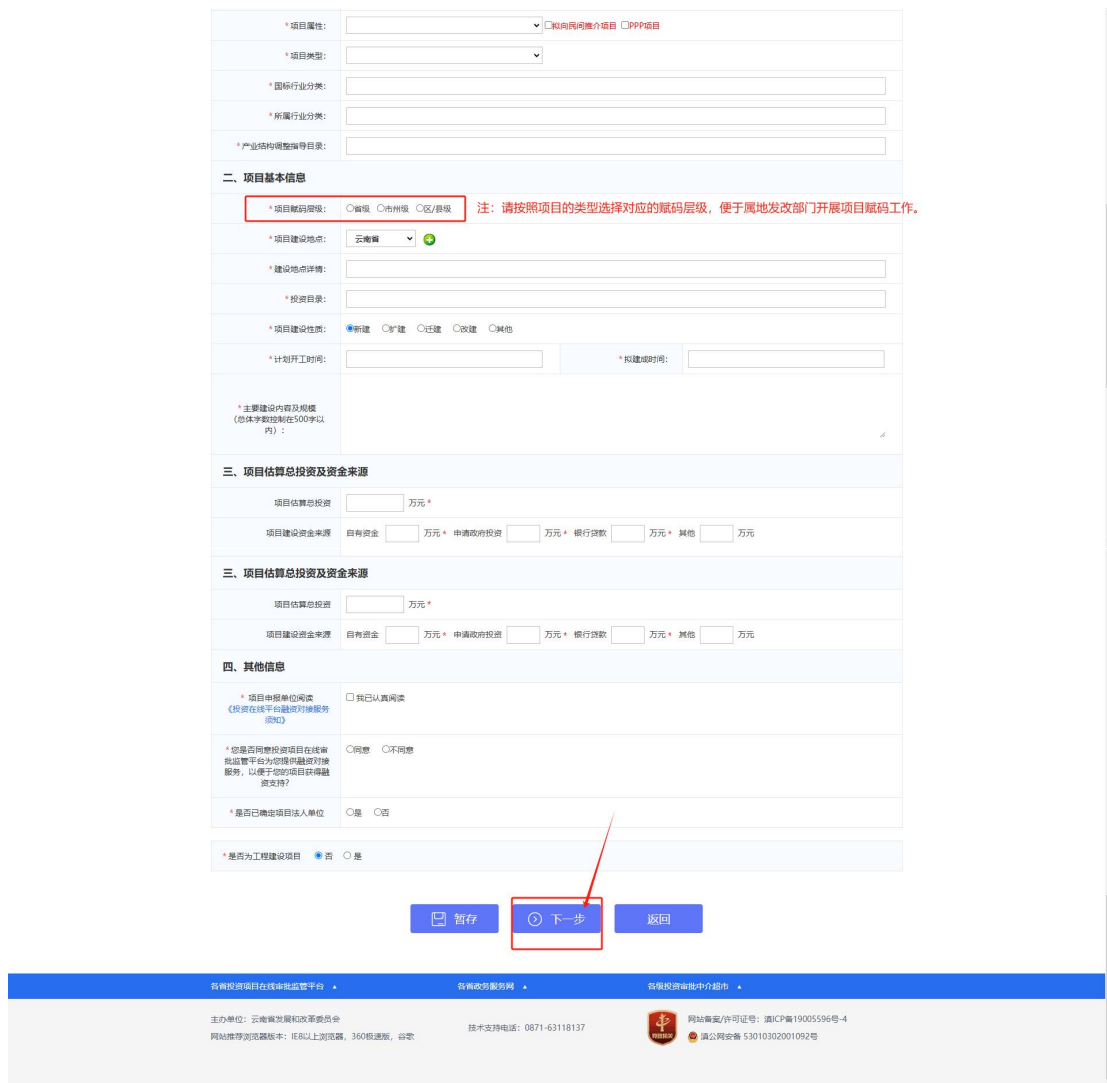 *项目属性： 拟向民间推介项目 PPP项目
*项目类型：
*国标行业分类：
*所属行业分类：
*产业结构调整指导目录：
二、项目基本信息
*项目赋码层级： 省级 市州级 区/县级 注：请按照项目的类型选择对应的赋码层级，便于属地发改部门开展项目赋码工作。
*项目建设地点： 云南省
*建设地点详情：
*投资目录：
*项目建设性质： 新建 扩建 迁建 改建 其他
*计划开工时间： *拟建成时间：
*主要建设内容及规模
（总体字数控制在500字以
内）：
三、项目估算总投资及资金来源
项目估算总投资 万元*
项目建设资金来源 自有资金 万元* 申请政府投资 万元* 银行贷款 万元* 其他 万元
三、项目估算总投资及资金来源
项目估算总投资 万元*
项目建设资金来源 自有资金 万元* 申请政府投资 万元* 银行贷款 万元* 其他 万元
四、其他信息
* 项目申报单位阅读 我已认真阅读
《投资在线平台融资对接服务
须知》
*您是否同意投资项目在线审 同意 不同意
批监管平台为您提供融资对接
服务，以便于您的项目获得融
资支持？
*是否已确定项目法人单位 是 否
*是否为工程建设项目 否 是
暂存 下一步 返回
各省投资项目在线审批监管平台 ▲ 各省政务服务网 ▲ 各级投资审批中介超市 ▲
主办单位：云南省发展和改革委员会
网站推荐浏览器版本：IE8以上浏览器，360极速版，谷歌
技术支持电话：0871-63118137
党政机关
网站备案/许可证号：滇ICP备19005596号-4
滇公网安备 53010302001092号